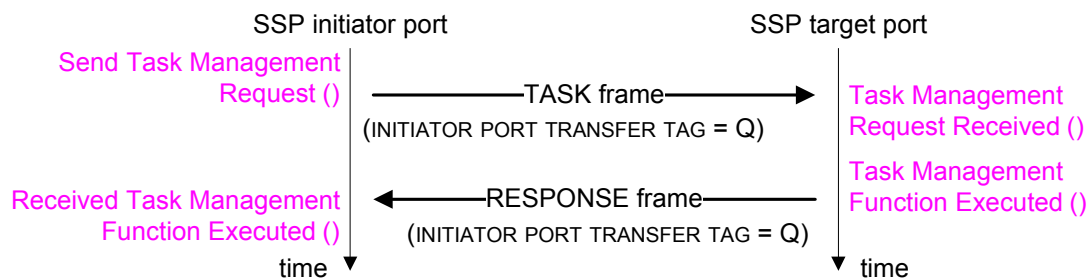 SSP initiator port
SSP target port
Send Task Management
Request ()
TASK frame
(INITIATOR PORT TRANSFER TAG = Q)
Task Management
Request Received ()
Task Management
Function Executed ()
RESPONSE frame
(INITIATOR PORT TRANSFER TAG = Q)
Received Task Management
Function Executed ()
time
time